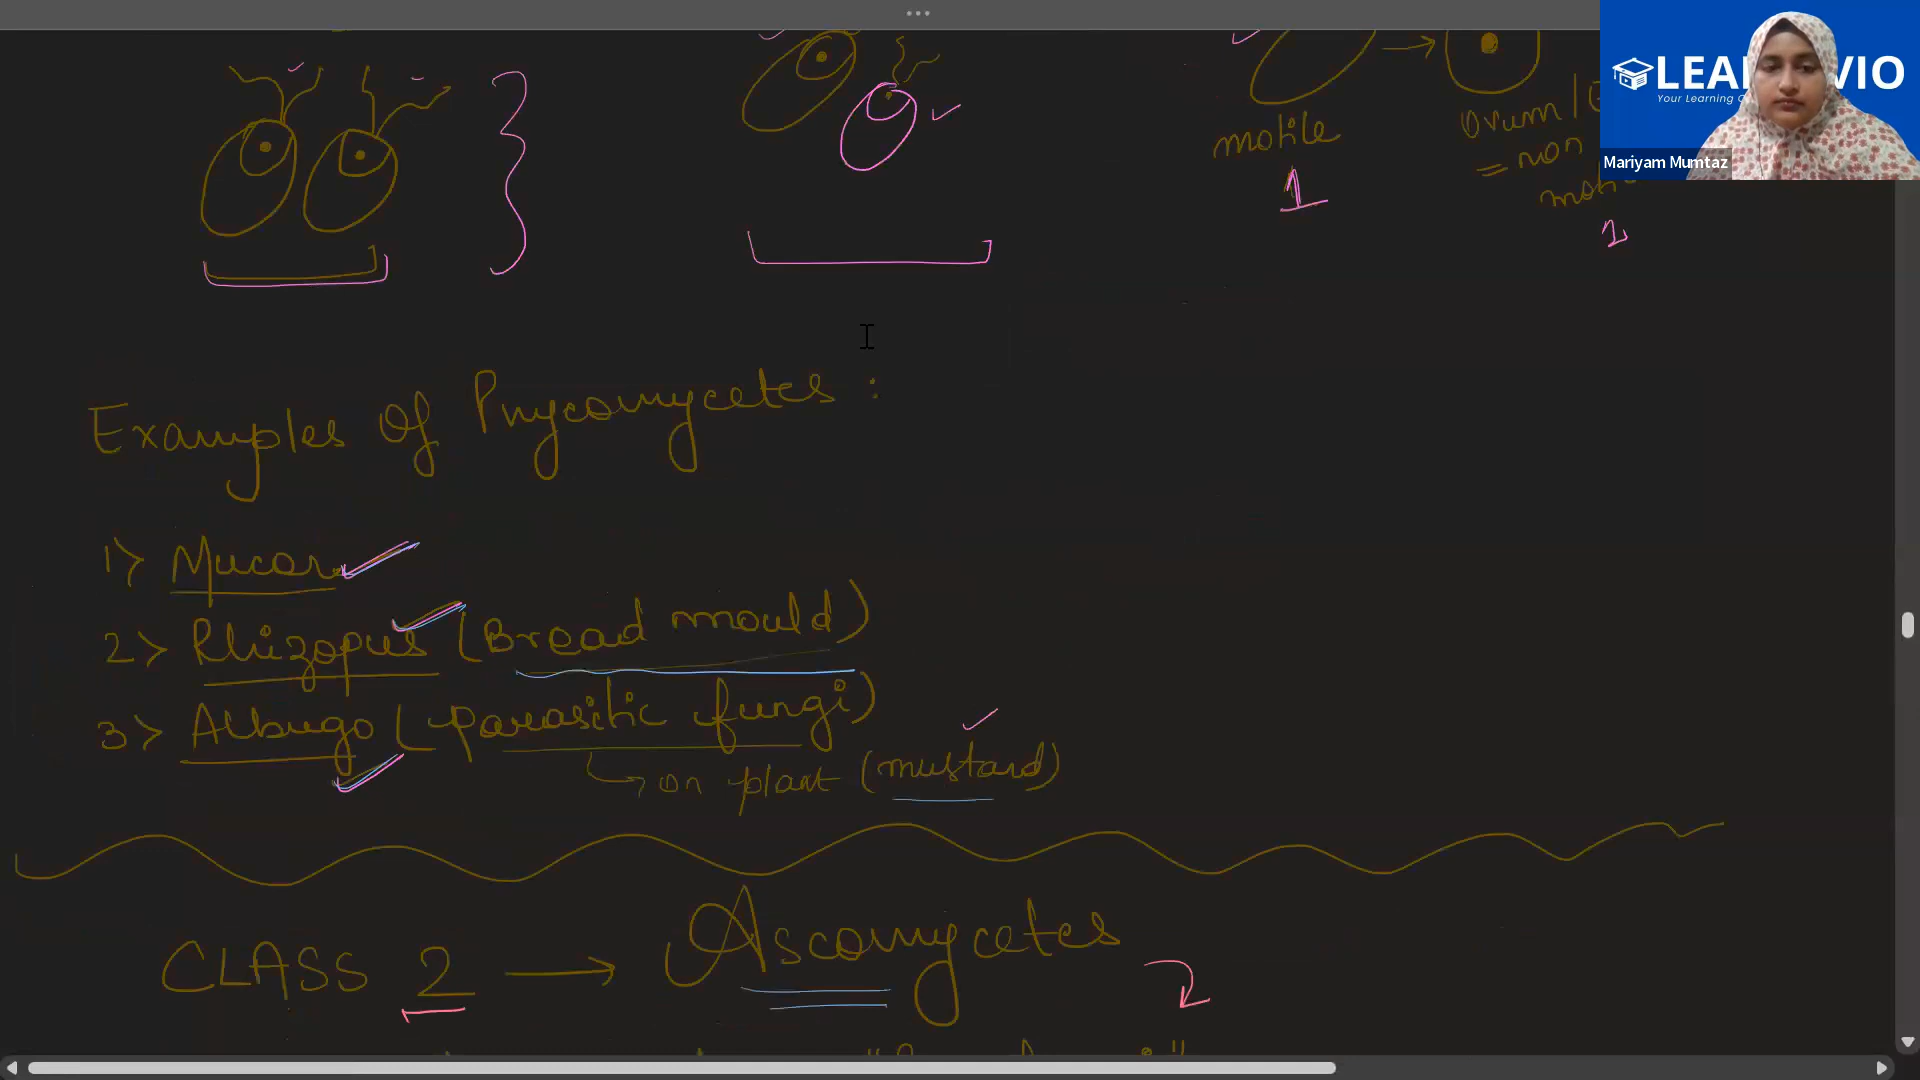 LEA VIO
Your Learning
Mariyam Mumtaz
motile
1
Ovum /
= non
1
Examples Of Phycomycetes :
1> Mucor
2> Rhizopus (Bread mould)
3> Albugo (parasitic fungi)
on plant (mustard)
CLASS 2 → Ascomycetes